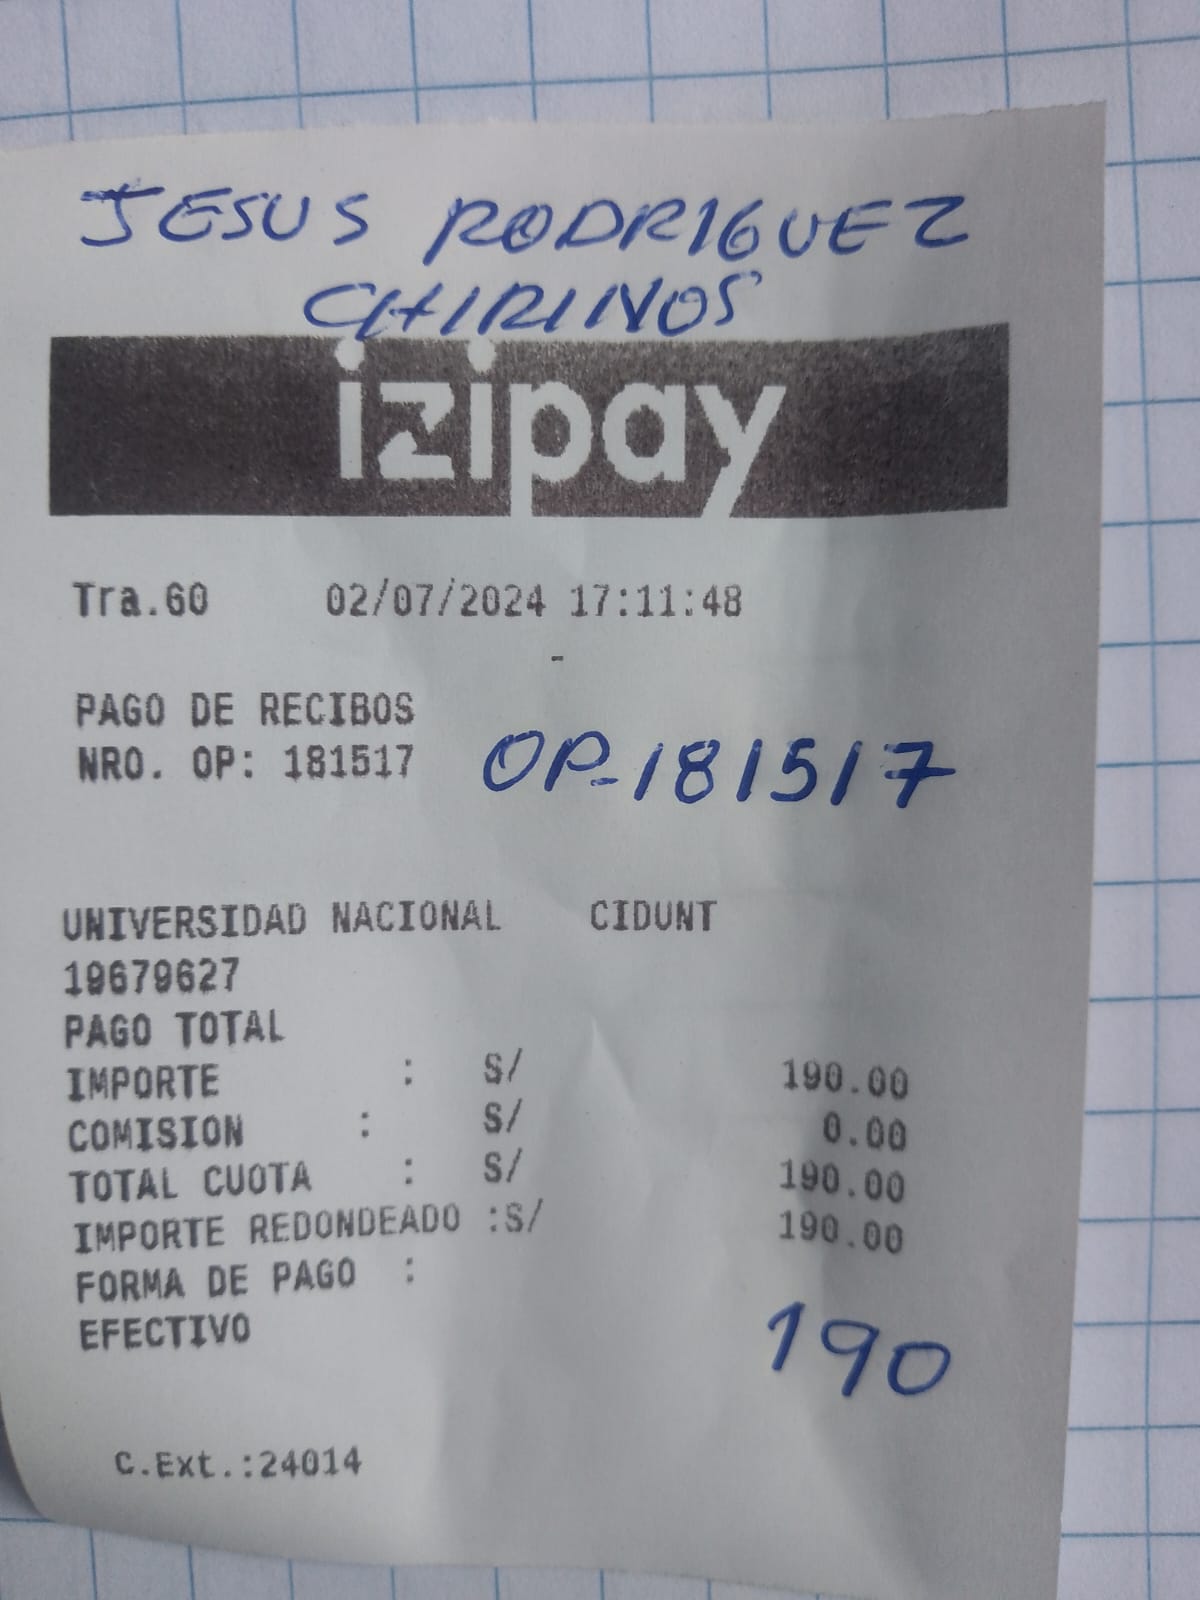 JESUS RODRIGUEZ
CHIRINOS
izipay
Tra.60 02/07/2024 17:11:48
-
PAGO DE RECIBOS
NRO. OP: 181517 OP-181517
UNIVERSIDAD NACIONAL CIDUNT
19679627
PAGO TOTAL
IMPORTE : S/ 190.00
COMISION : S/ 0.00
TOTAL CUOTA : S/ 190.00
IMPORTE REDONDEADO :S/ 190.00
FORMA DE PAGO :
EFECTIVO
190
C.Ext.:24014